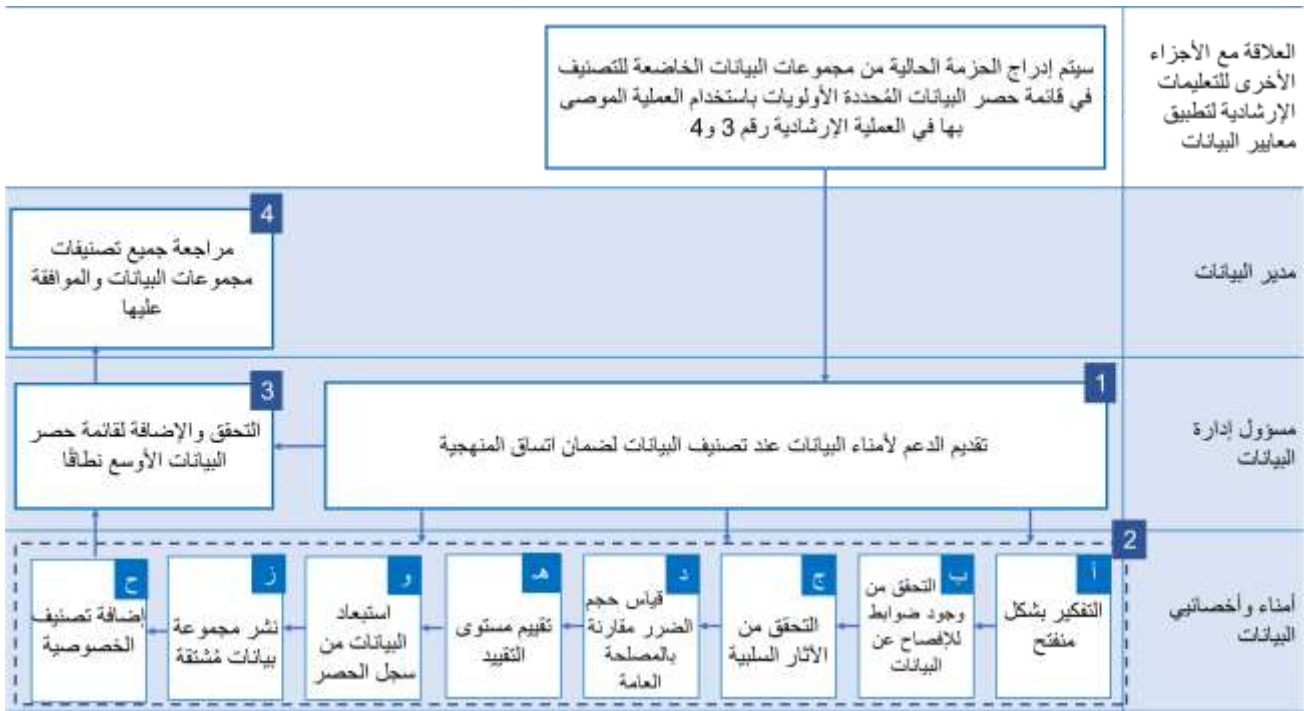 العلاقة مع الأجزاء
الأخرى للتعليمات
الإرشادية لتطبيق
معايير البيانات
سيتم إدراج الحزمة الحالية من مجموعات البيانات الخاضعة للتصنيف
في قائمة حصر البيانات المُحددة الأولويات باستخدام العملية الموصى
بها في العملية الإرشادية رقم 3 و4
مدير البيانات
4
مراجعة جميع تصنيفات
مجموعات البيانات والموافقة
عليها
مسؤول إدارة
البيانات
1
تقديم الدعم لأمناء البيانات عند تصنيف البيانات لضمان اتساق المنهجية
3
التحقق والإضافة لقائمة حصر
البيانات الأوسع نطاقًا
أمناء وأخصائيي
البيانات
2
أ
التفكير بشكل
منفتح
ب
التحقق من
وجود ضوابط
للإفصاح عن
البيانات
ج
التحقق من
الآثار السلبية
د
قياس حجم
الضرر مقارنة
بالمصلحة
العامة
هـ
تقييم مستوى
التقييد
و
استبعاد
البيانات من
سجل الحصر
ز
نشر مجموعة
بيانات مُشتقة
ح
إضافة تصنيف
الخصوصية